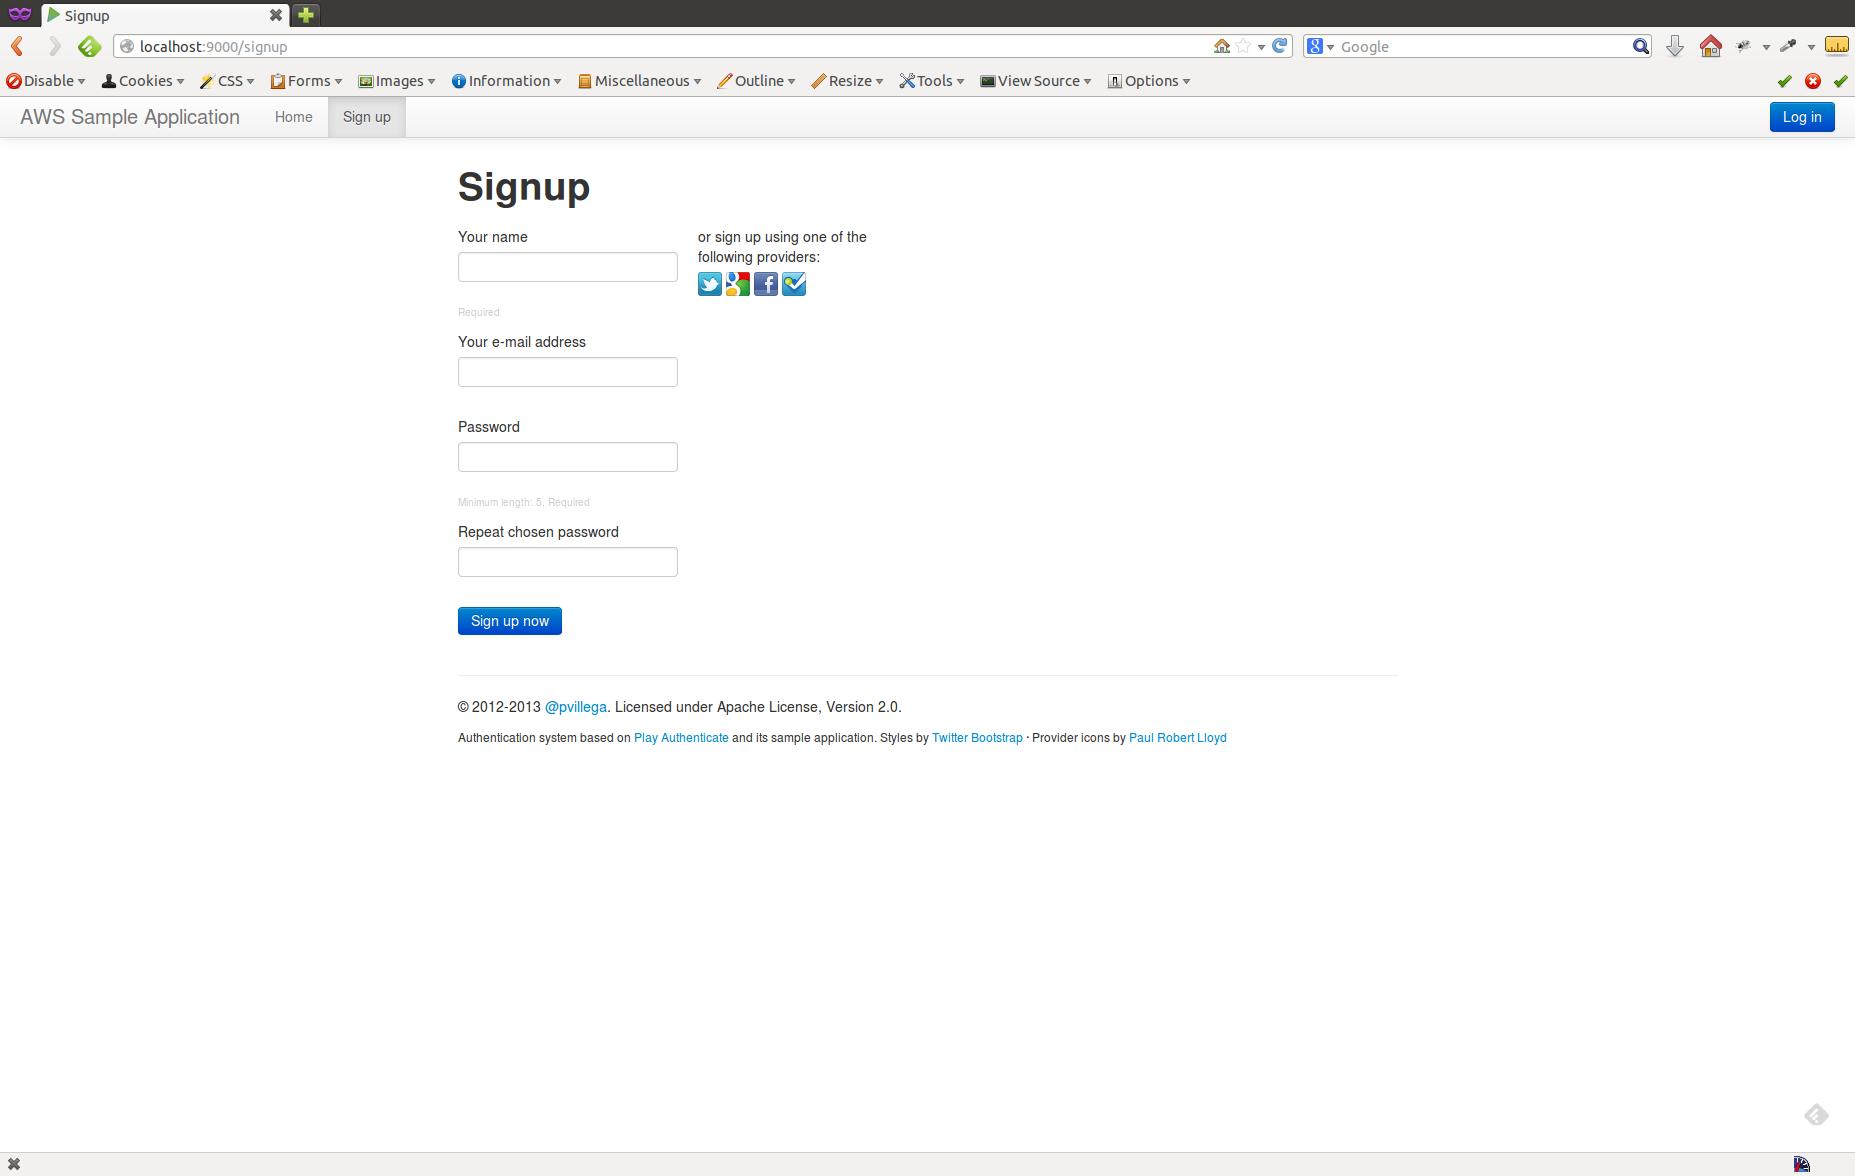 Signup
localhost:9000/signup
Google
Disable Cookies CSS Forms Images Information Miscellaneous Outline Resize Tools View Source Options
AWS Sample Application Home Sign up Log in
Signup
Your name
or sign up using one of the
following providers:
Required
Your e-mail address
Password
Minimum length: 5, Required
Repeat chosen password
Sign up now
© 2012-2013 @pvillega. Licensed under Apache License, Version 2.0.
Authentication system based on Play Authenticate and its sample application. Styles by Twitter Bootstrap · Provider icons by Paul Robert Lloyd